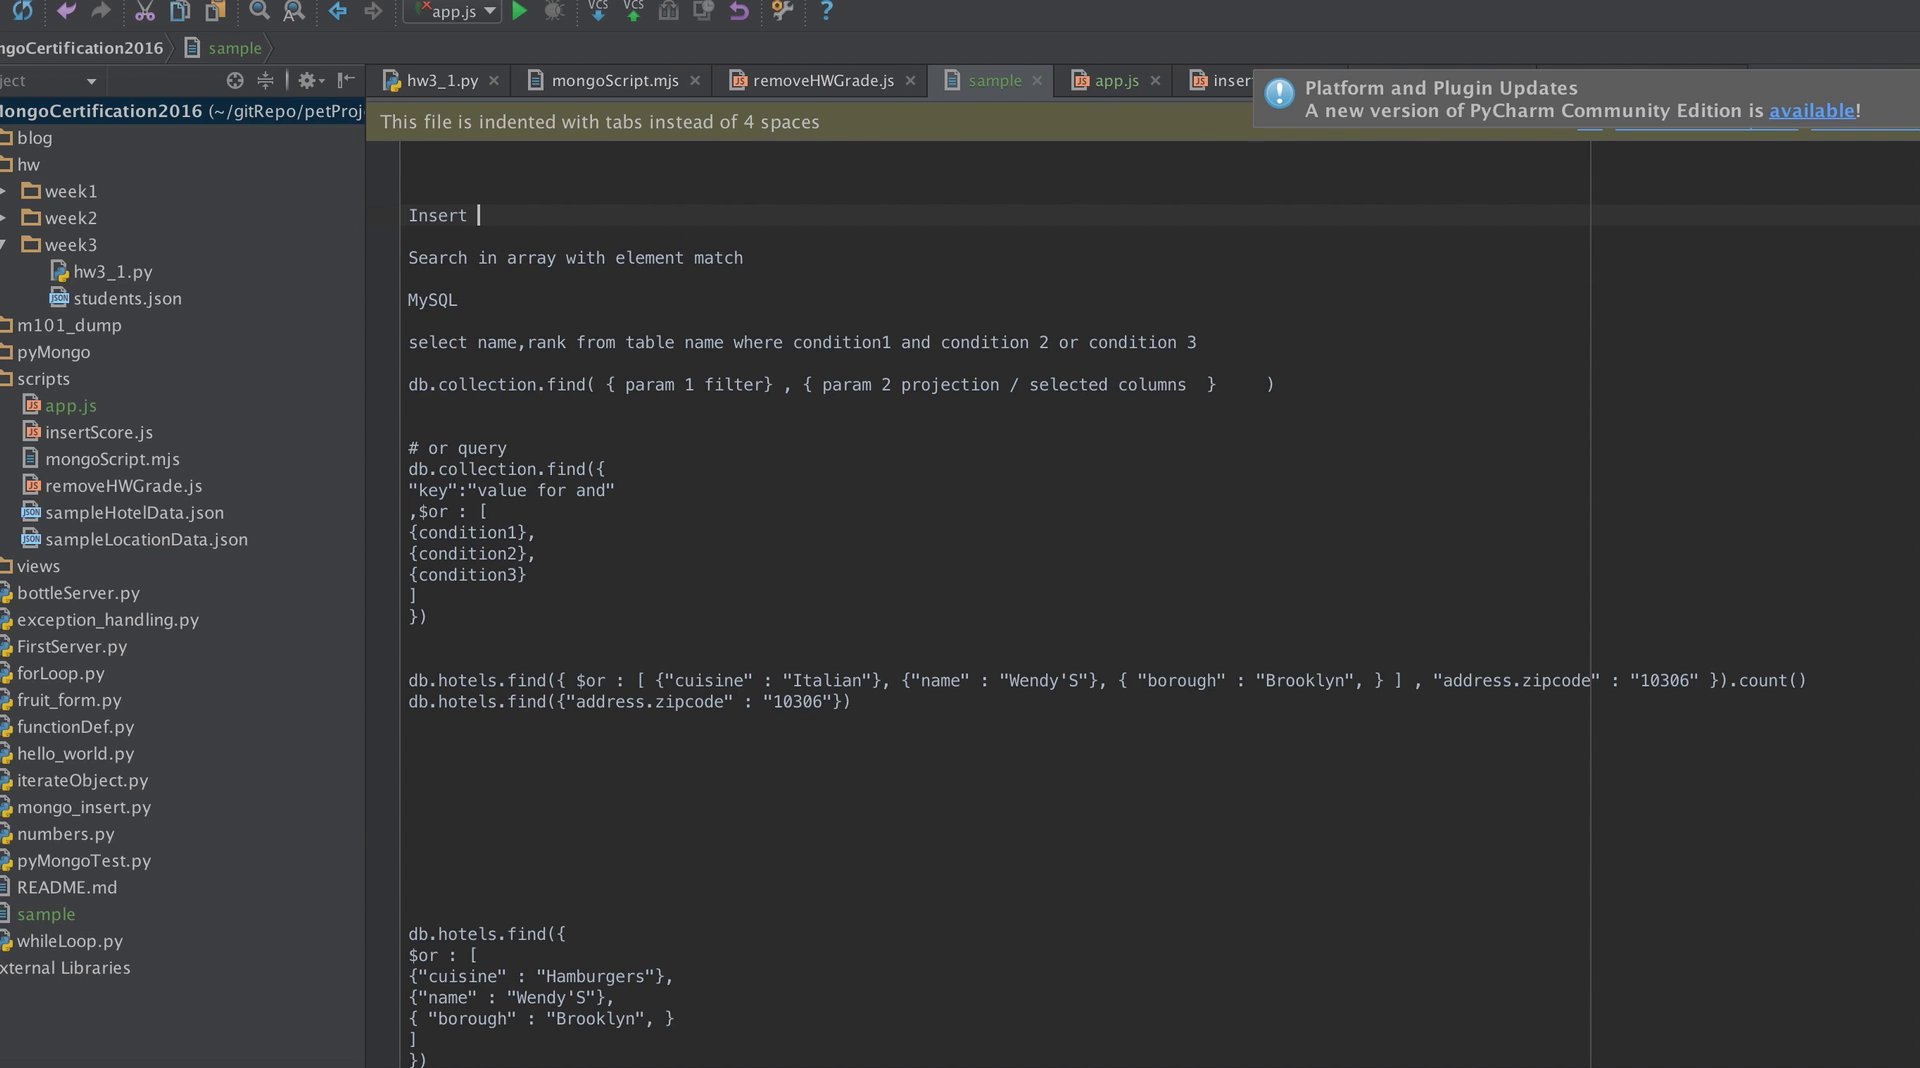 app.js
VCS
VCS
?
ngoCertification2016
sample
ject
hw3_1.py
mongoScript.mjs
removeHWGrade.js
sample
app.js
inser
Platform and Plugin Updates
A new version of PyCharm Community Edition is available!
This file is indented with tabs instead of 4 spaces
MongoCertification2016 (~/gitRepo/petProj
blog
hw
week1
week2
week3
hw3_1.py
students.json
m101_dump
pyMongo
scripts
app.js
insertScore.js
mongoScript.mjs
removeHWGrade.js
sampleHotelData.json
sampleLocationData.json
views
bottleServer.py
exception_handling.py
FirstServer.py
forLoop.py
fruit_form.py
functionDef.py
hello_world.py
iterateObject.py
mongo_insert.py
numbers.py
pyMongoTest.py
README.md
sample
whileLoop.py
xternal Libraries
Insert
Search in array with element match
MySQL
select name,rank from table name where condition1 and condition 2 or condition 3
db.collection.find( { param 1 filter} , { param 2 projection / selected columns  }     )
# or query
db.collection.find({
"key":"value for and"
,$or : [
{condition1},
{condition2},
{condition3}
]
})
db.hotels.find({ $or : [ {"cuisine" : "Italian"}, {"name" : "Wendy'S"}, { "borough" : "Brooklyn", } ] , "address.zipcode" : "10306" }).count()
db.hotels.find({"address.zipcode" : "10306"})
db.hotels.find({
$or : [
{"cuisine" : "Hamburgers"},
{"name" : "Wendy'S"},
{ "borough" : "Brooklyn", }
]
})